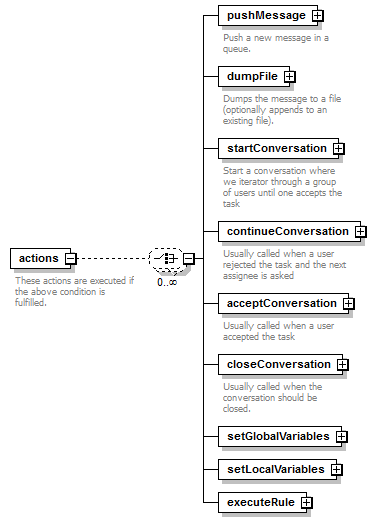 pushMessage
Push a new message in a
queue.
dumpFile
Dumps the message to a file
(optionally appends to an
existing file).
startConversation
Start a conversation where
we iterator through a group
of users until one accepts the
task
continueConversation
Usually called when a user
rejected the task and the next
assignee is asked
actions
These actions are executed if
the above condition is
fulfilled.
0..∞
acceptConversation
Usually called when a user
accepted the task
closeConversation
Usually called when the
conversation should be
closed.
setGlobalVariables
setLocalVariables
executeRule